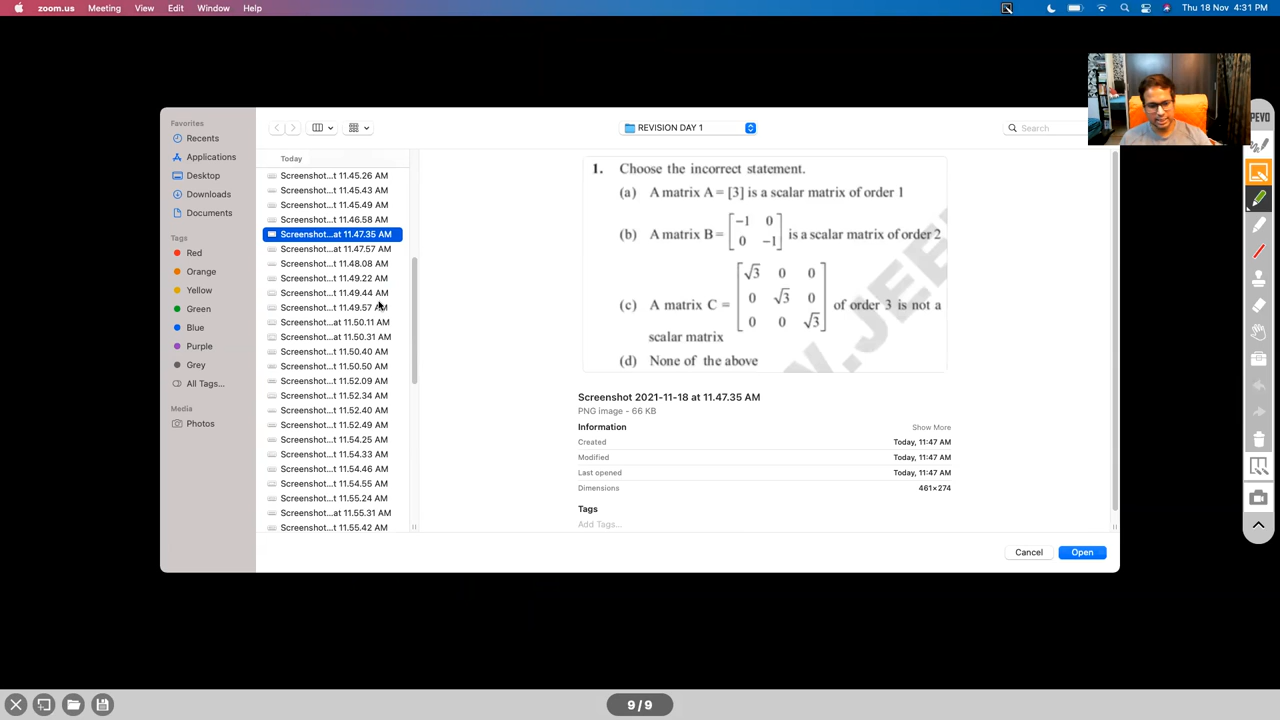 zoom.us Meeting View Edit Window Help
Thu 18 Nov 4:31 PM
Favorites
Recents
Applications
Desktop
Downloads
Documents
Tags
Red
Orange
Yellow
Green
Blue
Purple
Grey
All Tags...
Media
Photos
REVISION DAY 1
Search
Today
Screenshot...t 11.45.26 AM
Screenshot...t 11.45.43 AM
Screenshot...t 11.45.49 AM
Screenshot...t 11.46.58 AM
Screenshot...at 11.47.35 AM
Screenshot...at 11.47.57 AM
Screenshot...t 11.48.08 AM
Screenshot...t 11.49.22 AM
Screenshot...t 11.49.44 AM
Screenshot...t 11.49.57 AM
Screenshot...t 11.50.11 AM
Screenshot...at 11.50.31 AM
Screenshot...t 11.50.40 AM
Screenshot...t 11.50.50 AM
Screenshot...t 11.52.09 AM
Screenshot...t 11.52.34 AM
Screenshot...t 11.52.40 AM
Screenshot...t 11.52.49 AM
Screenshot...t 11.54.25 AM
Screenshot...t 11.54.33 AM
Screenshot...t 11.54.46 AM
Screenshot...t 11.54.55 AM
Screenshot...t 11.55.24 AM
Screenshot...at 11.55.31 AM
Screenshot...t 11.55.42 AM
1. Choose the incorrect statement.
(a) A matrix A = [3] is a scalar matrix of order 1
(b) A matrix B = [-1 0
0 -1] is a scalar matrix of order 2
(c) A matrix C = [√3 0 0
0 √3 0
0 0 √3] of order 3 is not a
scalar matrix
(d) None of the above
W.JEE
Screenshot 2021-11-18 at 11.47.35 AM
PNG image - 66 KB
Information Show More
Created Today, 11:47 AM
Modified Today, 11:47 AM
Last opened Today, 11:47 AM
Dimensions 461×274
Tags
Add Tags...
Cancel Open
9 / 9